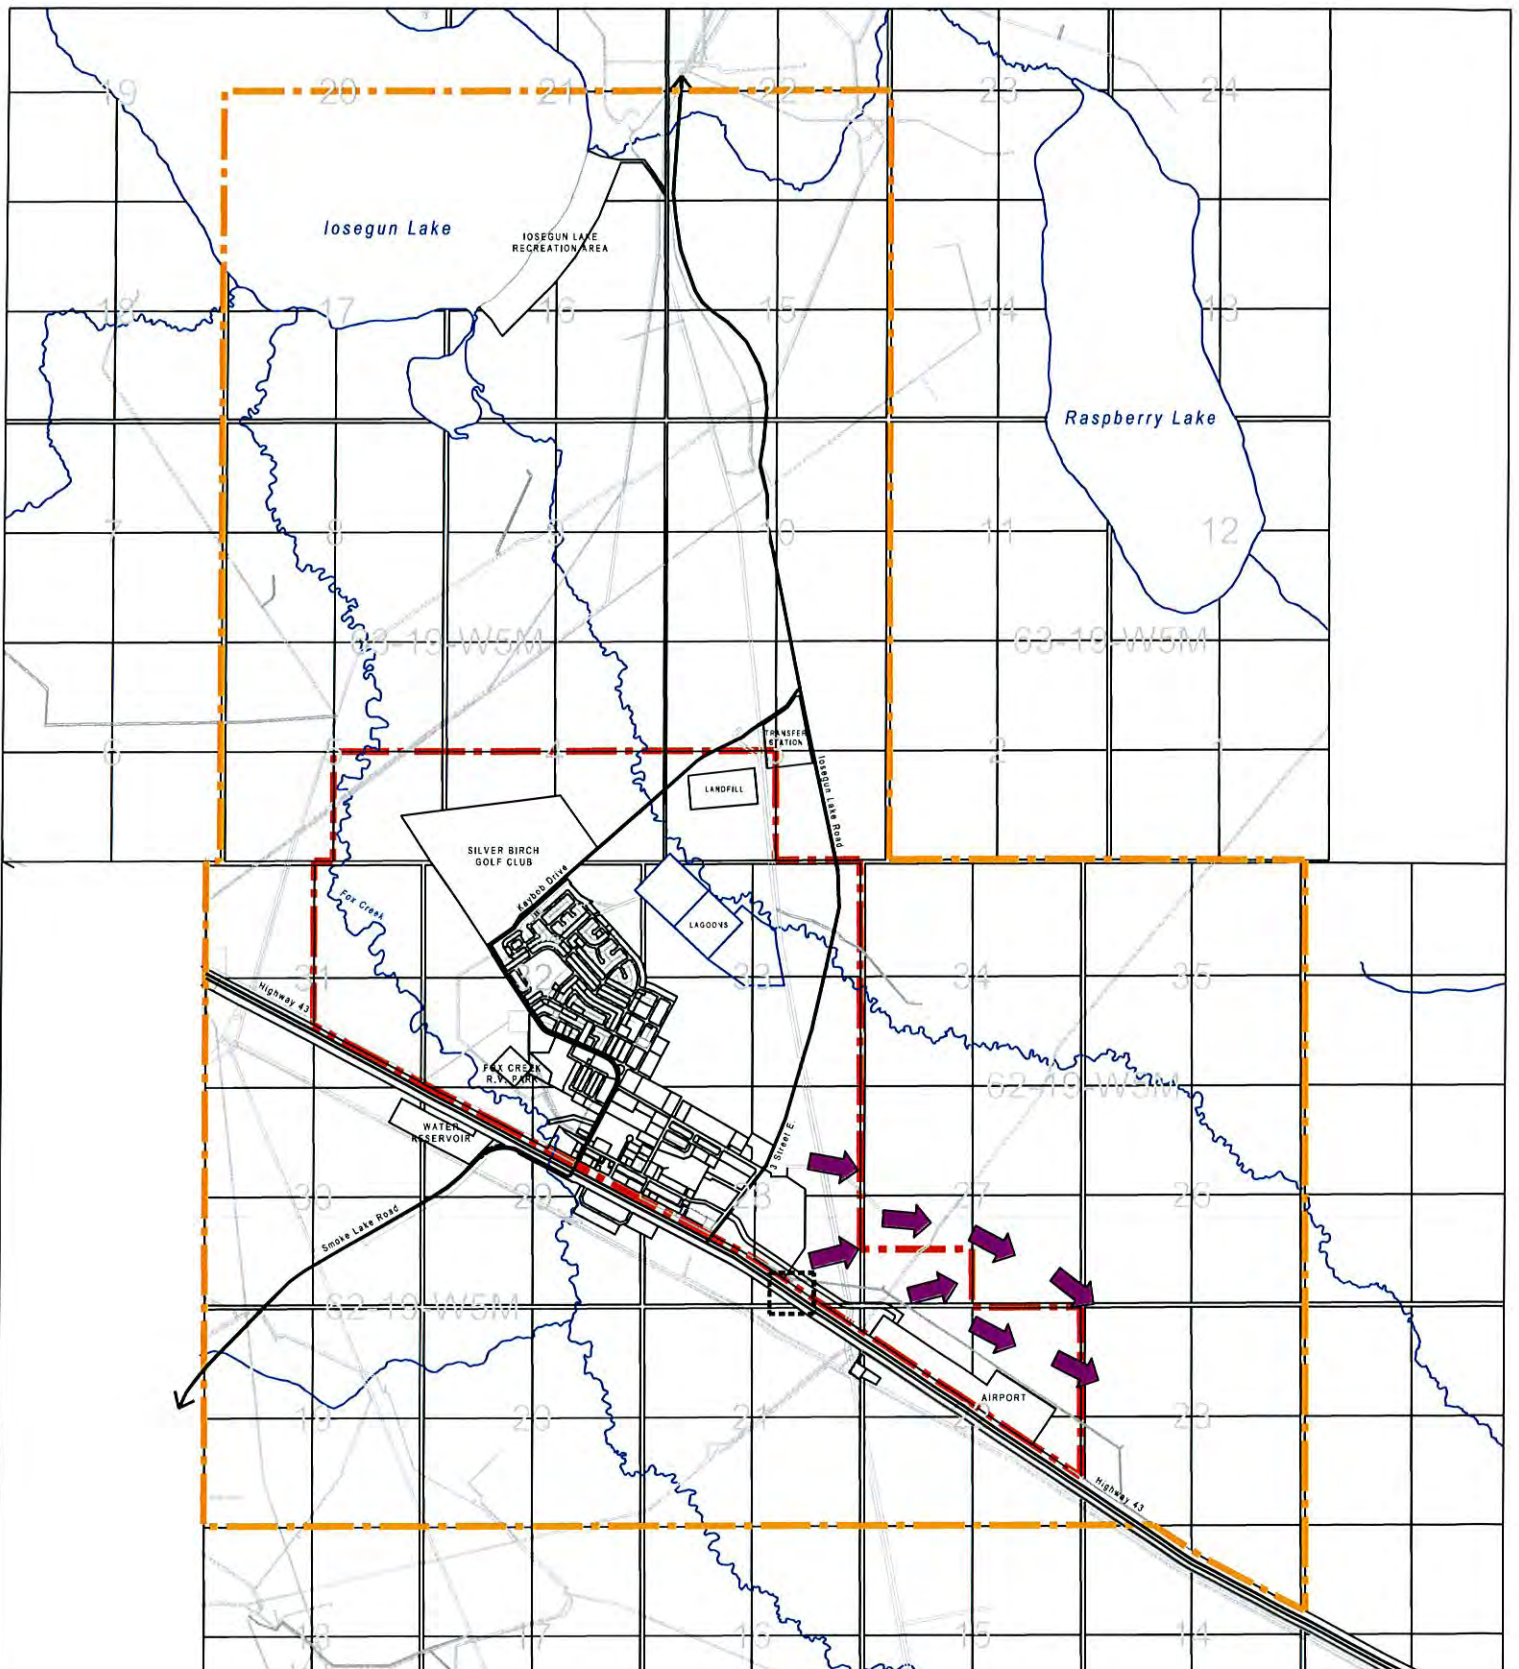 19 20 21 22 23 24
Iosegun Lake
IOSEGUN LAKE
RECREATION AREA
18 17 16 15 14 13
Raspberry Lake
7 8 9 10 11 12
63-19-W5M 63-19-W5M
TRANSFER
STATION
6 5 4 3 2 1
Iosegun Lake Road
LANDFILL
SILVER BIRCH
GOLF CLUB
Kaybob Drive
Fox Creek
LAGOONS
31 32 33 34 35
Highway 43
FOX CREEK
R.V. PARK
62-19-W5M
WATER
RESERVOIR
3 Street E.
30 29 28 27 26
Smoke Lake Road
62-19-W5M
AIRPORT
19 20 21 22 23
Highway 43
18 17 16 15 14